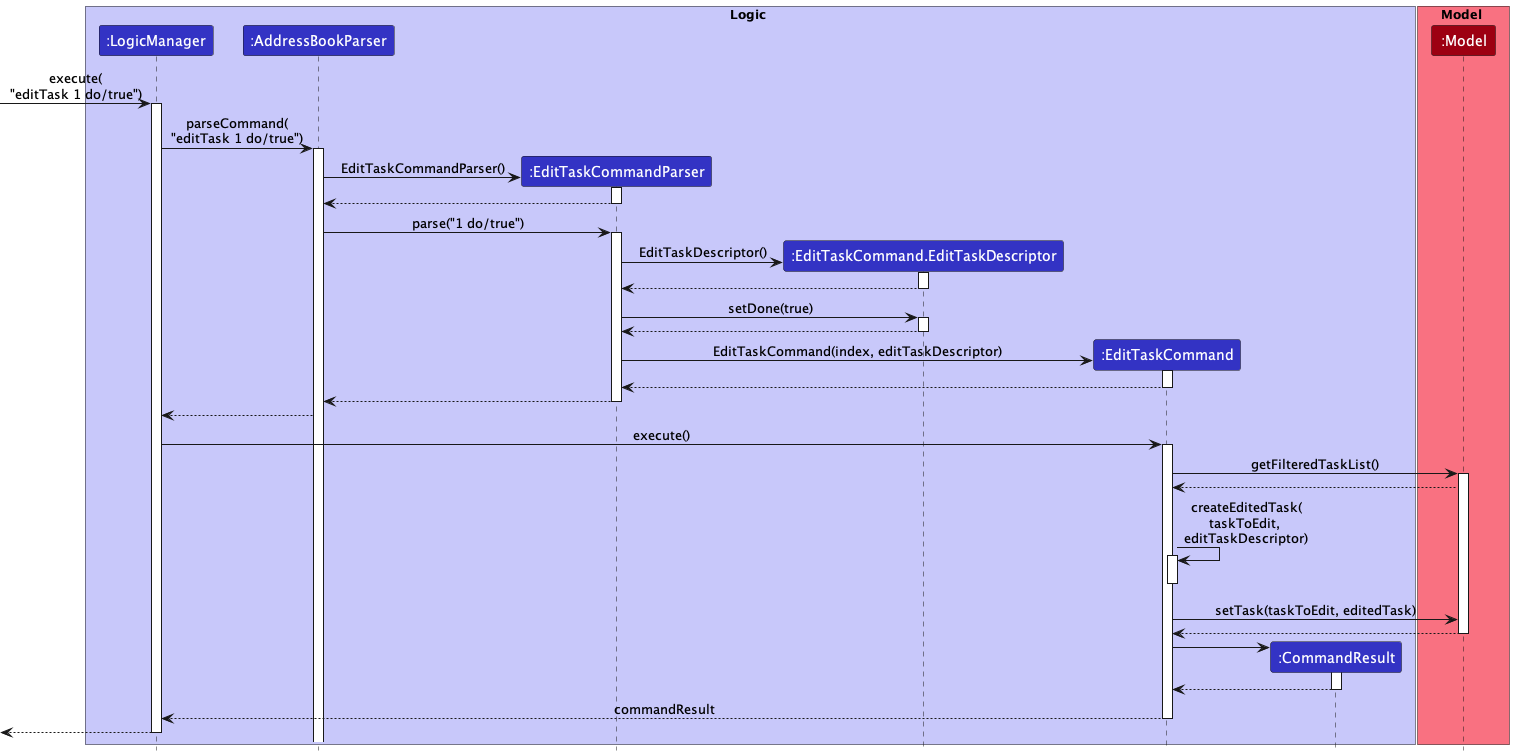 Logic
Model
:LogicManager
:AddressBookParser
:Model
execute(
"editTask 1 do/true")
parseCommand(
"editTask 1 do/true")
EditTaskCommandParser()
:EditTaskCommandParser
parse("1 do/true")
EditTaskDescriptor()
:EditTaskCommand.EditTaskDescriptor
setDone(true)
EditTaskCommand(index, editTaskDescriptor)
:EditTaskCommand
execute()
getFilteredTaskList()
createEditedTask(
taskToEdit,
editTaskDescriptor)
setTask(taskToEdit, editedTask)
:CommandResult
commandResult